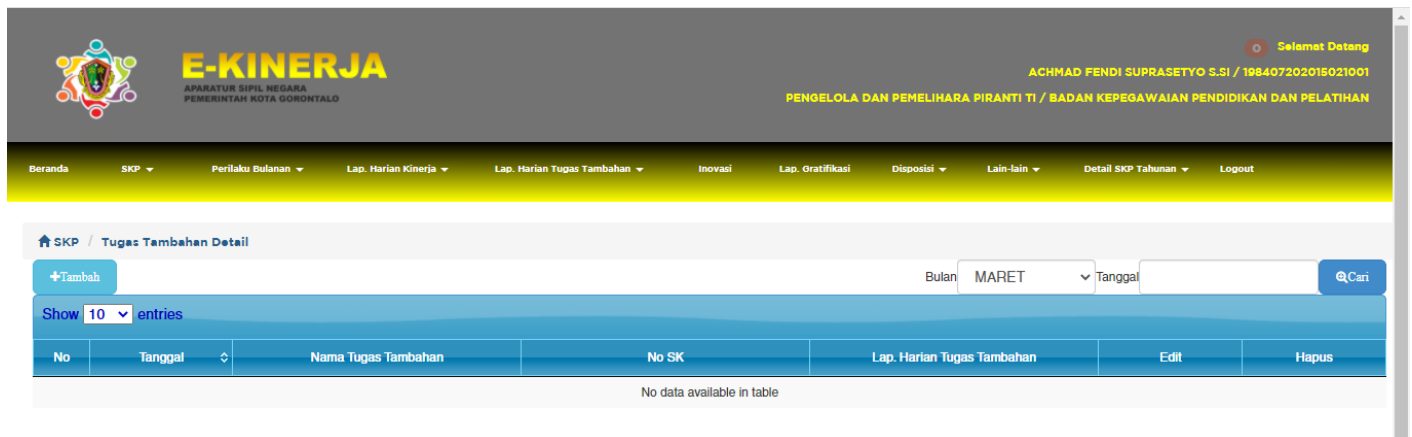 E-KINERJA
APARATUR SIPIL NEGARA
PEMERINTAH KOTA GORONTALO
0 Selamat Datang
ACHMAD FENDI SUPRASETYO S.SI / 198407202015021001
PENGELOLA DAN PEMELIHARA PIRANTI TI / BADAN KEPEGAWAIAN PENDIDIKAN DAN PELATIHAN
Beranda SKP Perilaku Bulanan Lap. Harian Kinerja Lap. Harian Tugas Tambahan Inovasi Lap. Gratifikasi Disposisi Lain-lain Detail SKP Tahunan Logout
SKP / Tugas Tambahan Detail
+Tambah Bulan MARET Tanggal Cari
Show 10 entries
No Tanggal Nama Tugas Tambahan No SK Lap. Harian Tugas Tambahan Edit Hapus
No data available in table